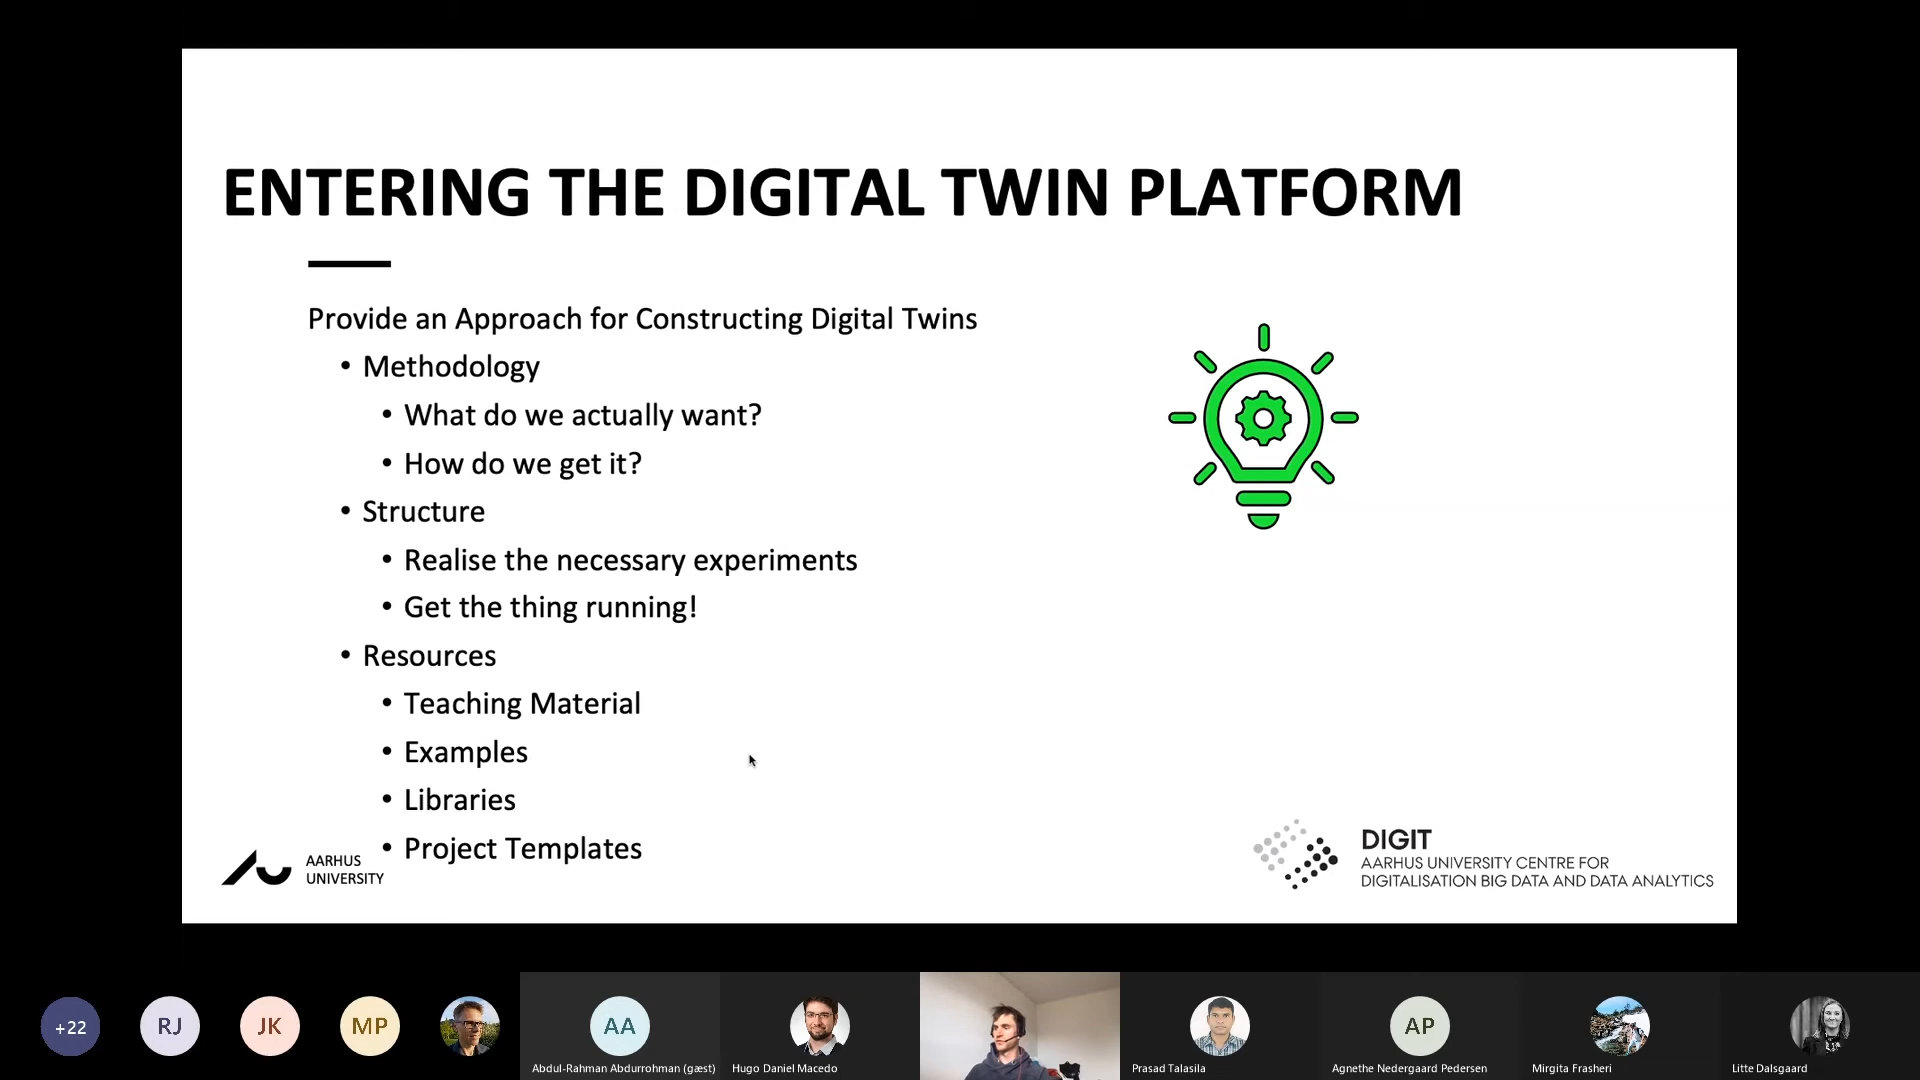 ENTERING THE DIGITAL TWIN PLATFORM
Provide an Approach for Constructing Digital Twins
• Methodology
• What do we actually want?
• How do we get it?
• Structure
• Realise the necessary experiments
• Get the thing running!
• Resources
• Teaching Material
• Examples
• Libraries
• Project Templates
AARHUS
UNIVERSITY
DIGIT
AARHUS UNIVERSITY CENTRE FOR
DIGITALISATION BIG DATA AND DATA ANALYTICS
+22
RJ
JK
MP
AA
AP
Abdul-Rahman Abdurrohman (gæst)
Hugo Daniel Macedo
Prasad Talasila
Agnethe Nedergaard Pedersen
Mirgita Frasheri
Litte Dalsgaard